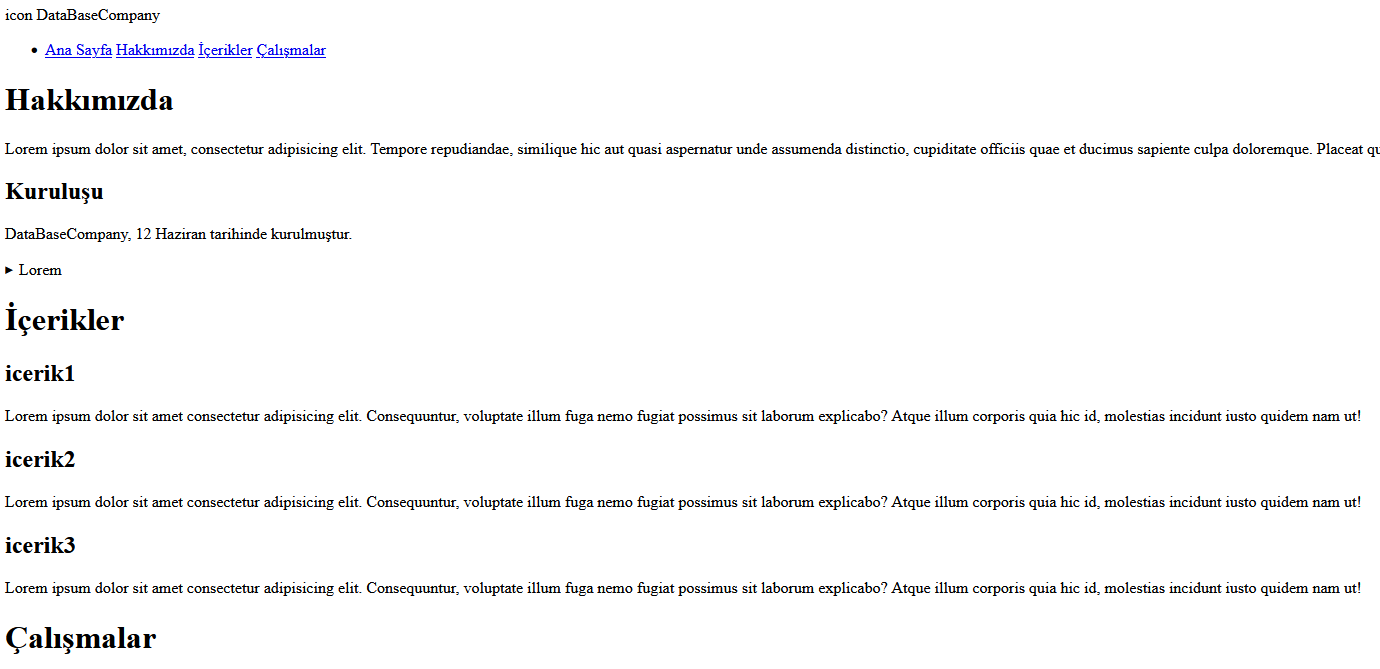 icon DataBaseCompany
Ana Sayfa Hakkımızda İçerikler Çalışmalar
Hakkımızda
Lorem ipsum dolor sit amet, consectetur adipisicing elit. Tempore repudiandae, similique hic aut quasi aspernatur unde assumenda distinctio, cupiditate officiis quae et ducimus sapiente culpa doloremque. Placeat
Kuruluşu
DataBaseCompany, 12 Haziran tarihinde kurulmuştur.
Lorem
İçerikler
icerik1
Lorem ipsum dolor sit amet consectetur adipisicing elit. Consequuntur, voluptate illum fuga nemo fugiat possimus sit laborum explicabo? Atque illum corporis quia hic id, molestias incidunt iusto quidem nam ut!
icerik2
Lorem ipsum dolor sit amet consectetur adipisicing elit. Consequuntur, voluptate illum fuga nemo fugiat possimus sit laborum explicabo? Atque illum corporis quia hic id, molestias incidunt iusto quidem nam ut!
icerik3
Lorem ipsum dolor sit amet consectetur adipisicing elit. Consequuntur, voluptate illum fuga nemo fugiat possimus sit laborum explicabo? Atque illum corporis quia hic id, molestias incidunt iusto quidem nam ut!
Çalışmalar